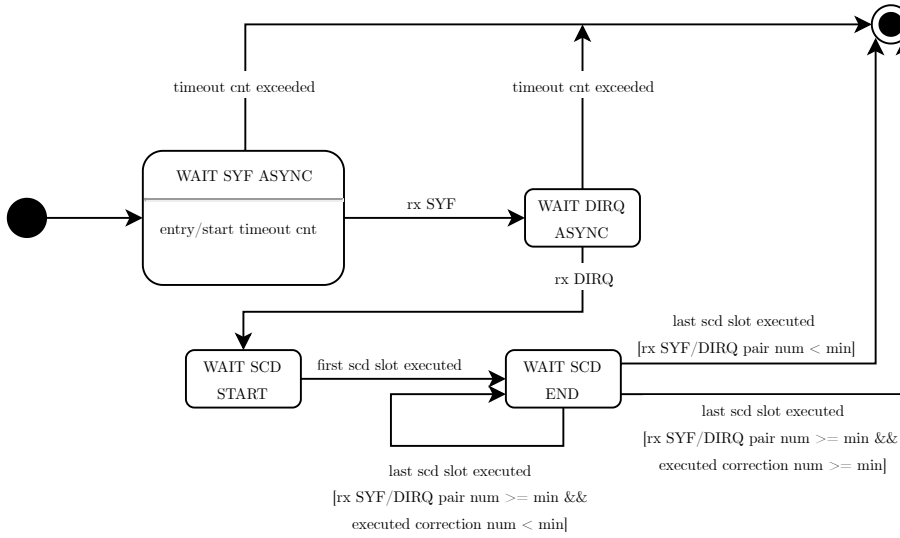 timeout cnt exceeded
timeout cnt exceeded
WAIT SYF ASYNC
entry/start timeout cnt
rx SYF
WAIT DIRQ
ASYNC
rx DIRQ
last scd slot executed
[rx SYF/DIRQ pair num < min]
WAIT SCD
START
first scd slot executed
WAIT SCD
END
last scd slot executed
[rx SYF/DIRQ pair num >= min &&
executed correction num >= min]
last scd slot executed
[rx SYF/DIRQ pair num >= min &&
executed correction num < min]